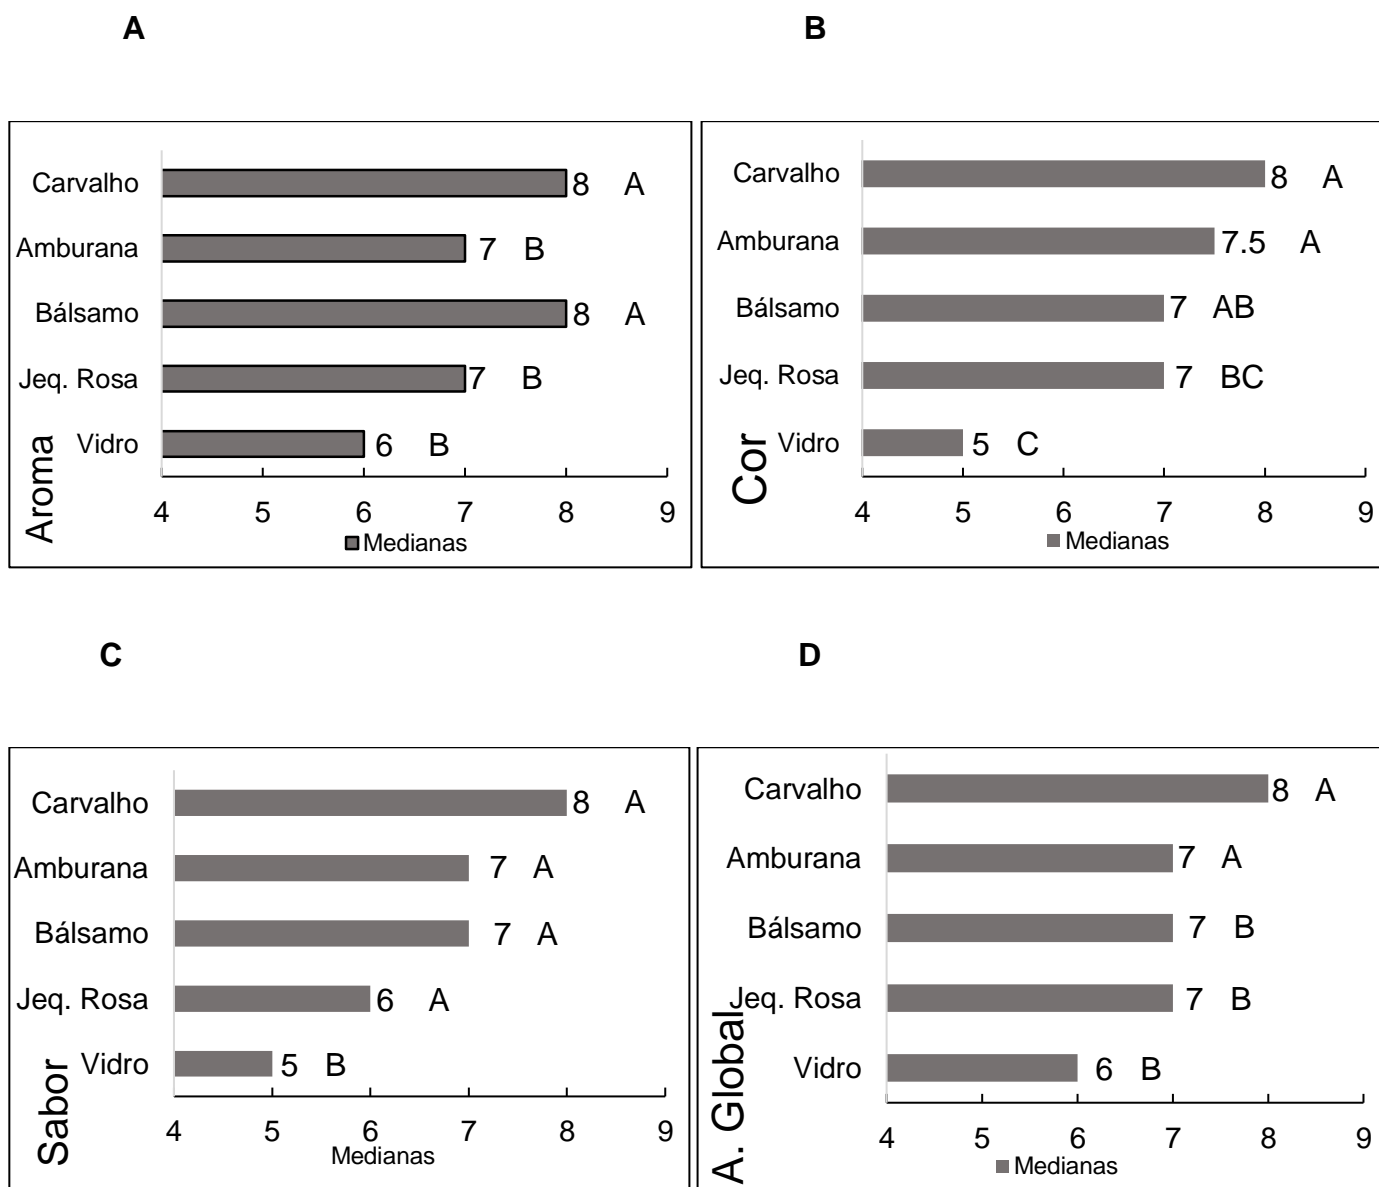 A
Carvalho 8 A
Amburana 7 B
Bálsamo 8 A
Jeq. Rosa 7 B
Vidro 6 B
Aroma
4 5 6 7 8 9
Medianas
B
Carvalho 8 A
Amburana 7.5 A
Bálsamo 7 AB
Jeq. Rosa 7 BC
Vidro 5 C
Cor
4 5 6 7 8 9
Medianas
C
Carvalho 8 A
Amburana 7 A
Bálsamo 7 A
Jeq. Rosa 6 A
Vidro 5 B
Sabor
4 5 6 7 8 9
Medianas
D
Carvalho 8 A
Amburana 7 A
Bálsamo 7 B
Jeq. Rosa 7 B
Vidro 6 B
A. Global
4 5 6 7 8 9
Medianas